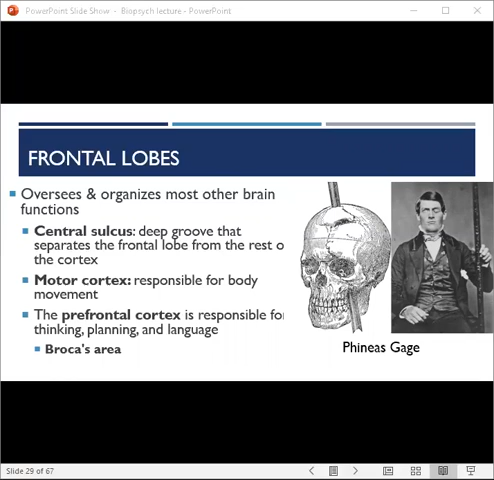 PowerPoint Slide Show - Biopsych lecture - PowerPoint
FRONTAL LOBES
Oversees & organizes most other brain
functions
Central sulcus: deep groove that
separates the frontal lobe from the rest o
the cortex
Motor cortex: responsible for body
movement
The prefrontal cortex is responsible fo
thinking, planning, and language
Broca's area
Phineas Gage
Slide 29 of 67